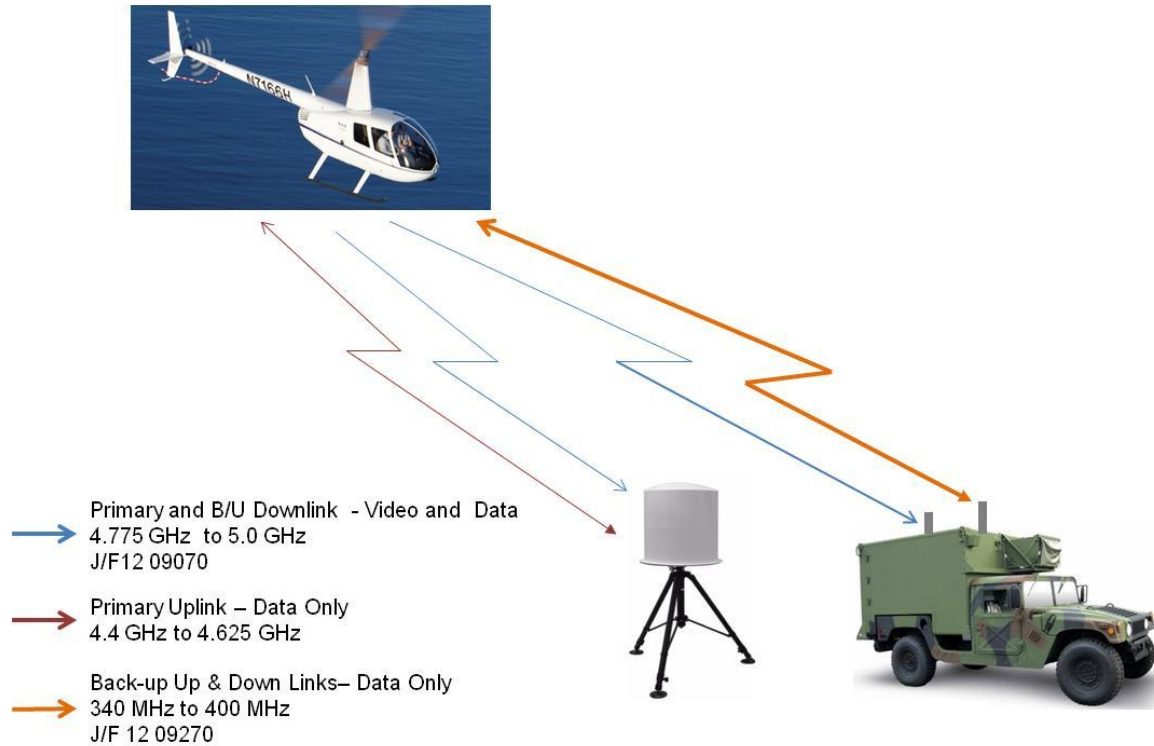 N7166H
Primary and B/U Downlink - Video and Data
4.775 GHz to 5.0 GHz
J/F12 09070
Primary Uplink – Data Only
4.4 GHz to 4.625 GHz
Back-up Up & Down Links– Data Only
340 MHz to 400 MHz
J/F 12 09270